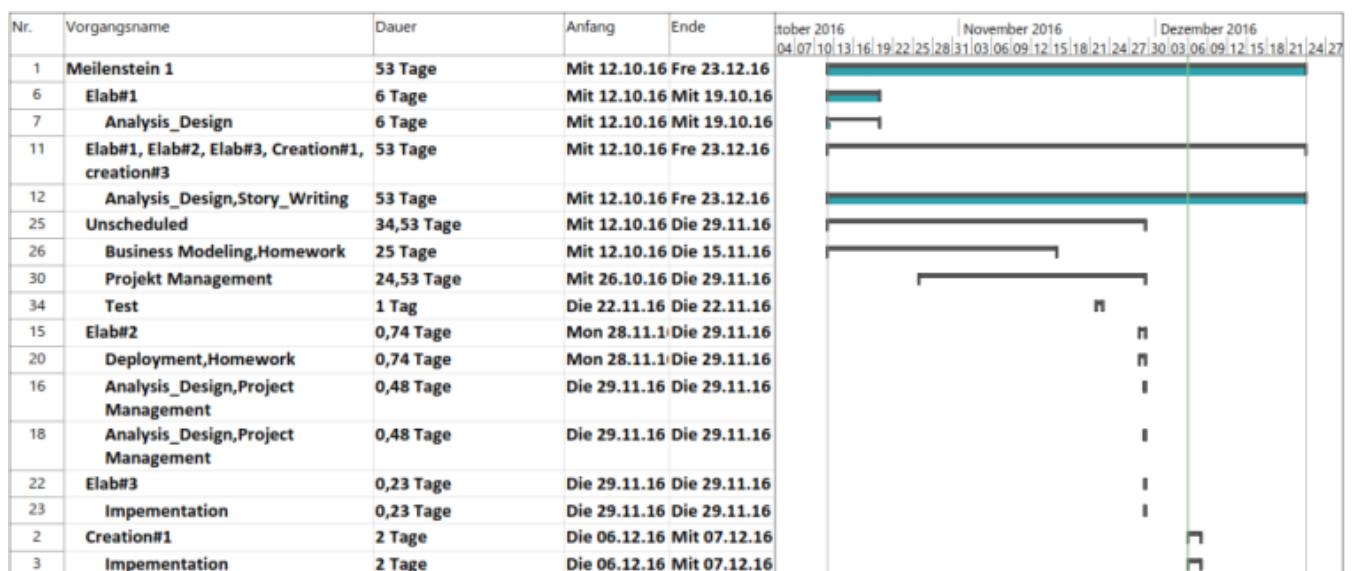 Nr. Vorgangsname Dauer Anfang Ende tober 2016 November 2016 Dezember 2016
04 07 10 13 16 19 22 25 28 31 03 06 09 12 15 18 21 24 27 30 03 06 09 12 15 18 21 24 27
1 Meilenstein 1 53 Tage Mit 12.10.16 Fre 23.12.16
6 Elab#1 6 Tage Mit 12.10.16 Mit 19.10.16
7 Analysis_Design 6 Tage Mit 12.10.16 Mit 19.10.16
11 Elab#1, Elab#2, Elab#3, Creation#1, 53 Tage Mit 12.10.16 Fre 23.12.16
creation#3
12 Analysis_Design,Story_Writing 53 Tage Mit 12.10.16 Fre 23.12.16
25 Unscheduled 34,53 Tage Mit 12.10.16 Die 29.11.16
26 Business Modeling,Homework 25 Tage Mit 12.10.16 Die 15.11.16
30 Projekt Management 24,53 Tage Mit 26.10.16 Die 29.11.16
34 Test 1 Tag Die 22.11.16 Die 22.11.16
15 Elab#2 0,74 Tage Mon 28.11.1 Die 29.11.16
20 Deployment,Homework 0,74 Tage Mon 28.11.1 Die 29.11.16
16 Analysis_Design,Project 0,48 Tage Die 29.11.16 Die 29.11.16
Management
18 Analysis_Design,Project 0,48 Tage Die 29.11.16 Die 29.11.16
Management
22 Elab#3 0,23 Tage Die 29.11.16 Die 29.11.16
23 Impementation 0,23 Tage Die 29.11.16 Die 29.11.16
2 Creation#1 2 Tage Die 06.12.16 Mit 07.12.16
3 Impementation 2 Tage Die 06.12.16 Mit 07.12.16